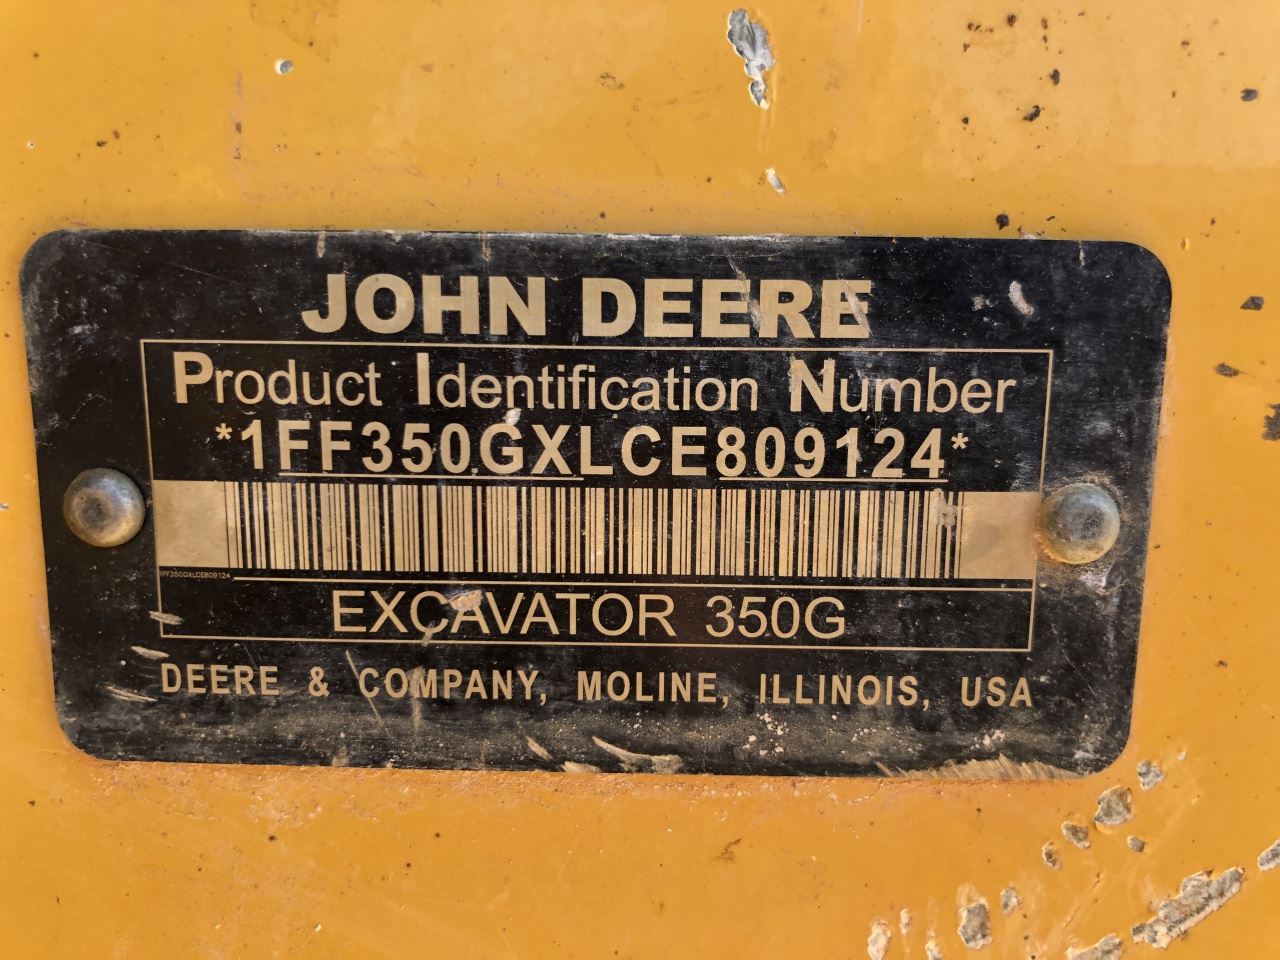 JOHN DEERE
Product Identification Number
*1FF350GXLCE809124*
1FF350GXLCE809124
EXCAVATOR 350G
DEERE & COMPANY, MOLINE, ILLINOIS, USA